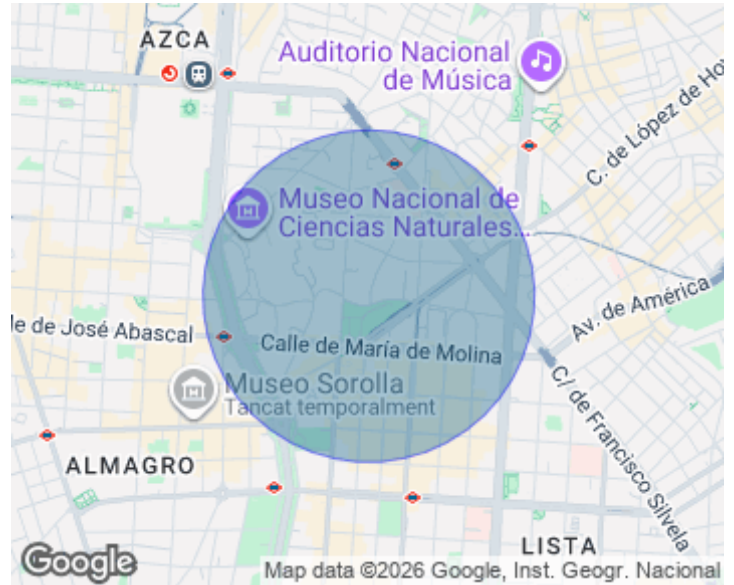 AZCA
Auditorio Nacional
de Música
C. de López de Ho
Museo Nacional de
Ciencias Naturales...
Av. de América
le de José Abascal
Calle de María de Molina
Museo Sorolla
Tancat temporalment
C/ de Francisco Silvela
ALMAGRO
LISTA
Google
Map data ©2026 Google, Inst. Geogr. Nacional